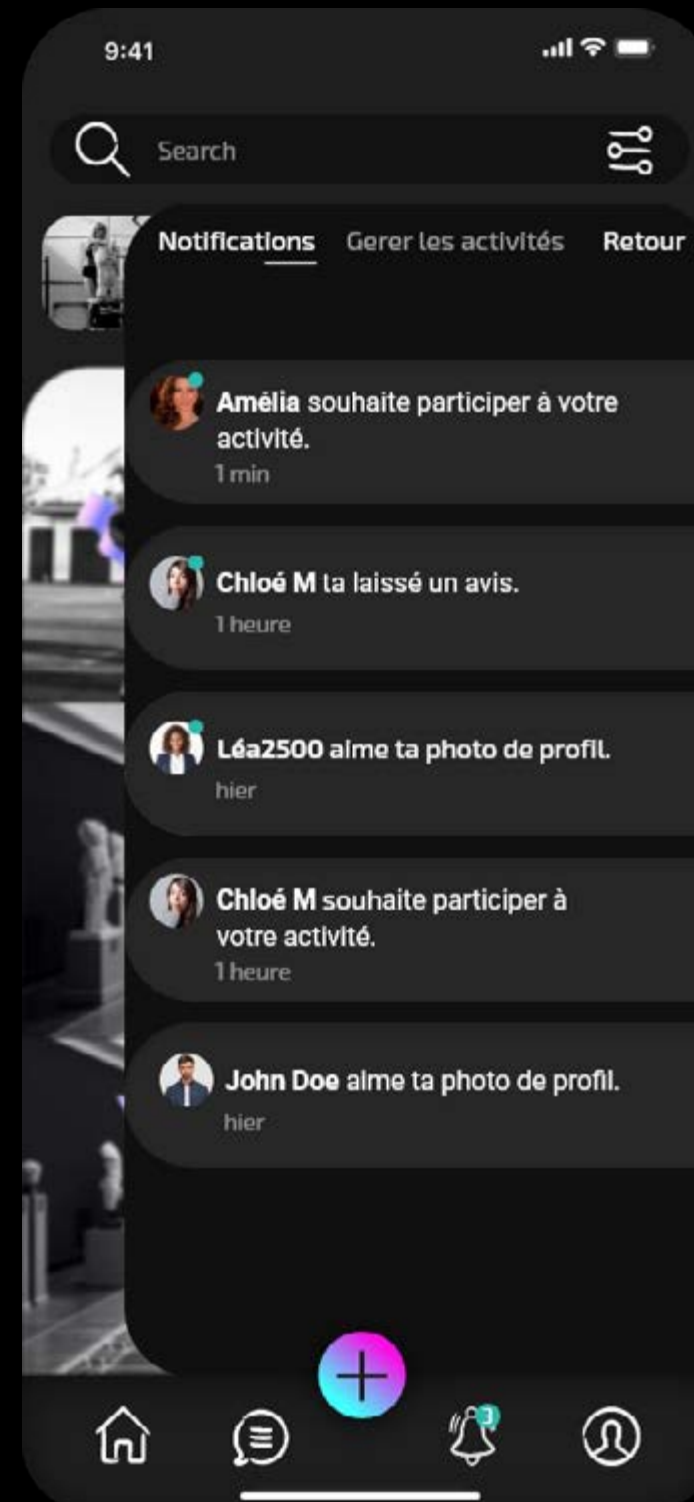 9:41
Search
Notifications Gerer les activités Retour
Amélia souhaite participer à votre
activité.
1 min
Chloé M ta laissé un avis.
1 heure
Léa2500 aime ta photo de profil.
hier
Chloé M souhaite participer à
votre activité.
1 heure
John Doe aime ta photo de profil.
hier
3